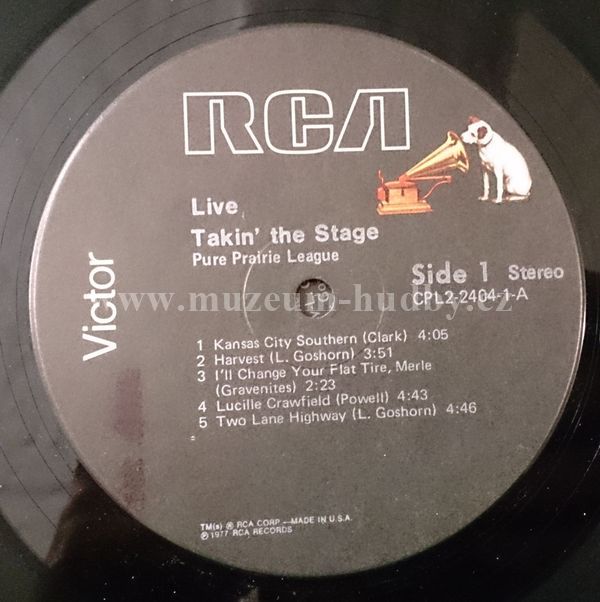 RCA
Live
Takin' the Stage
Pure Prairie League
Side 1 Stereo
CPL2-2404-1-A
Victor
www.muzeum-hudby.cz
1 Kansas City Southern (Clark) 4:05
2 Harvest (L. Goshorn) 3:51
3 I'll Change Your Flat Tire, Merle
(Gravenites) 2:23
4 Lucille Crawfield (Powell) 4:43
5 Two Lane Highway (L. Goshorn) 4:46
TM(s) ® RCA CORP.—MADE IN U.S.A.
℗ 1977 RCA RECORDS